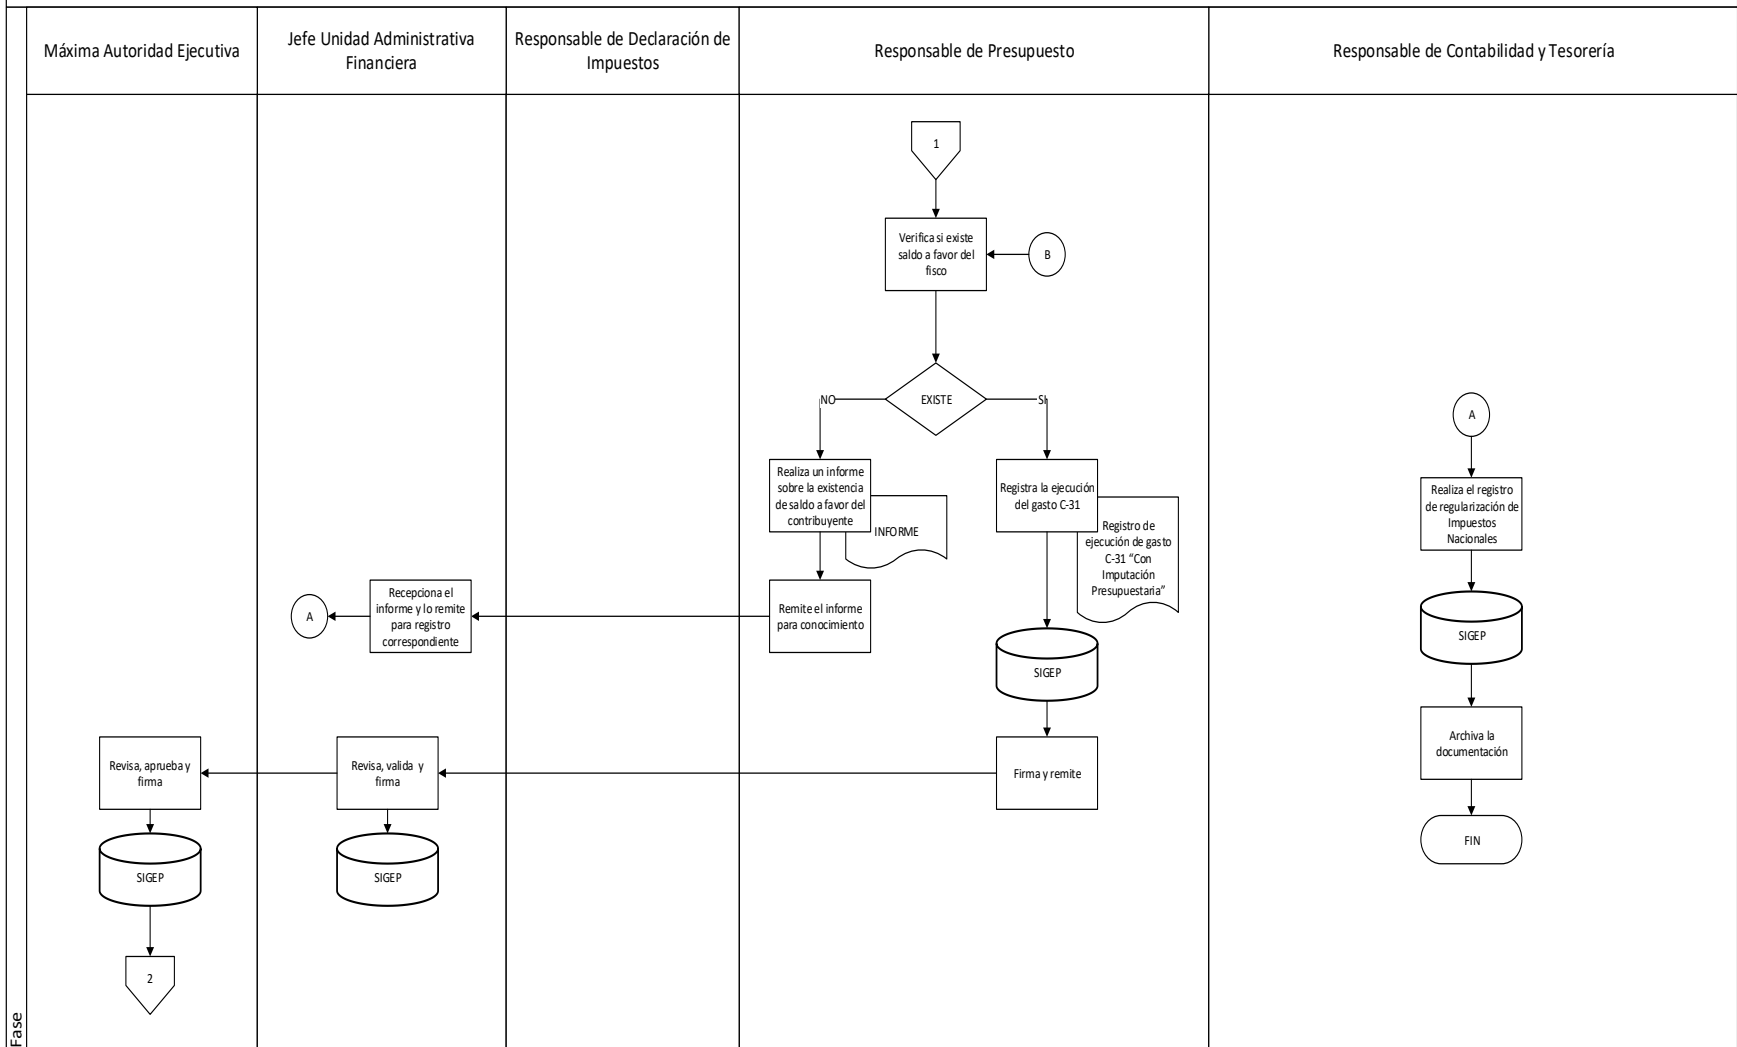 Máxima Autoridad Ejecutiva
Jefe Unidad Administrativa
Financiera
Responsable de Declaración de
Impuestos
Responsable de Presupuesto
Responsable de Contabilidad y Tesorería
1
Verifica si existe
saldo a favor del
fisco
B
EXISTE
NO
SI
A
Realiza un informe
sobre la existencia
de saldo a favor del
contribuyente
INFORME
Registra la ejecución
del gasto C-31
Registro de
ejecución de gasto
C-31 “Con
Imputación
Presupuestaria”
Realiza el registro
de regularización de
Impuestos
Nacionales
A
Recepciona el
informe y lo remite
para registro
correspondiente
Remite el informe
para conocimiento
SIGEP
SIGEP
Revisa, aprueba y
firma
Revisa, valida y
firma
Firma y remite
Archiva la
documentación
SIGEP
SIGEP
FIN
2
Fase